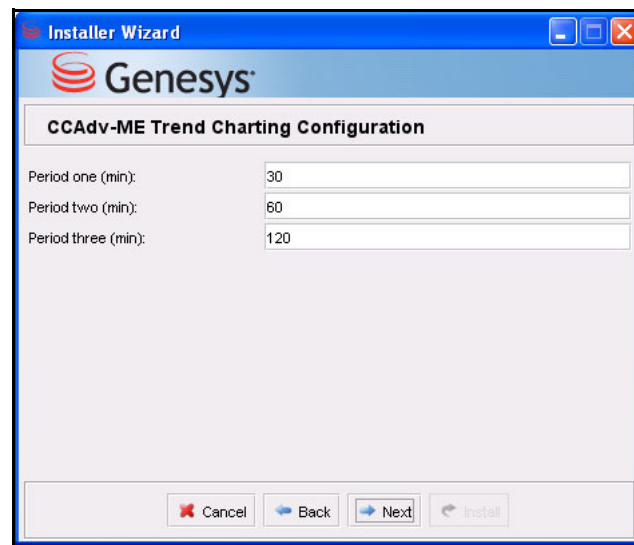 Installer Wizard
Genesys
CCAdv-ME Trend Charting Configuration
Period one (min): 30
Period two (min): 60
Period three (min): 120
Cancel Back Next Install